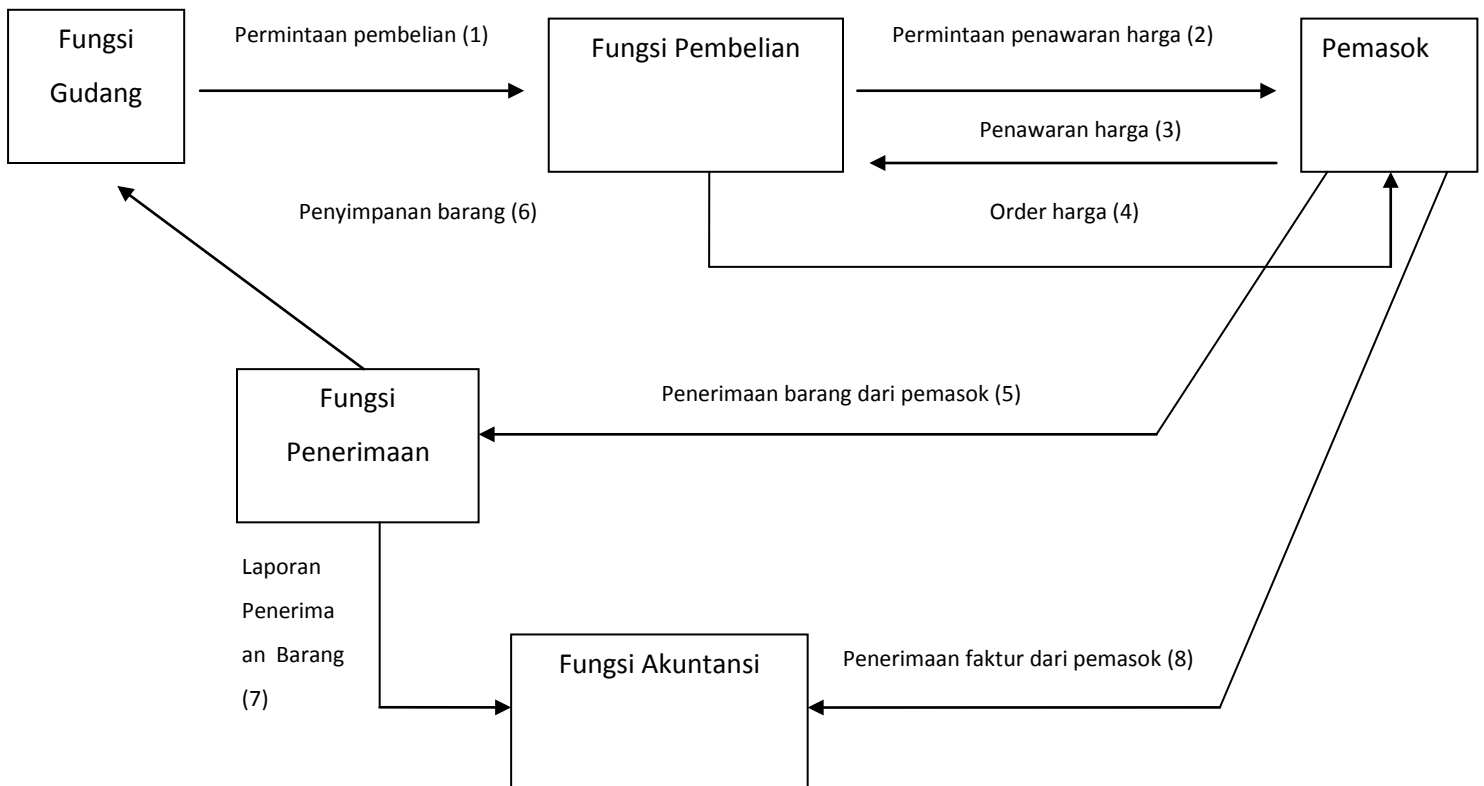 Fungsi
Gudang
Permintaan pembelian (1)
Fungsi Pembelian
Permintaan penawaran harga (2)
Pemasok
Penawaran harga (3)
Penyimpanan barang (6)
Order harga (4)
Fungsi
Penerimaan
Penerimaan barang dari pemasok (5)
Laporan
Penerima
an Barang
(7)
Fungsi Akuntansi
Penerimaan faktur dari pemasok (8)